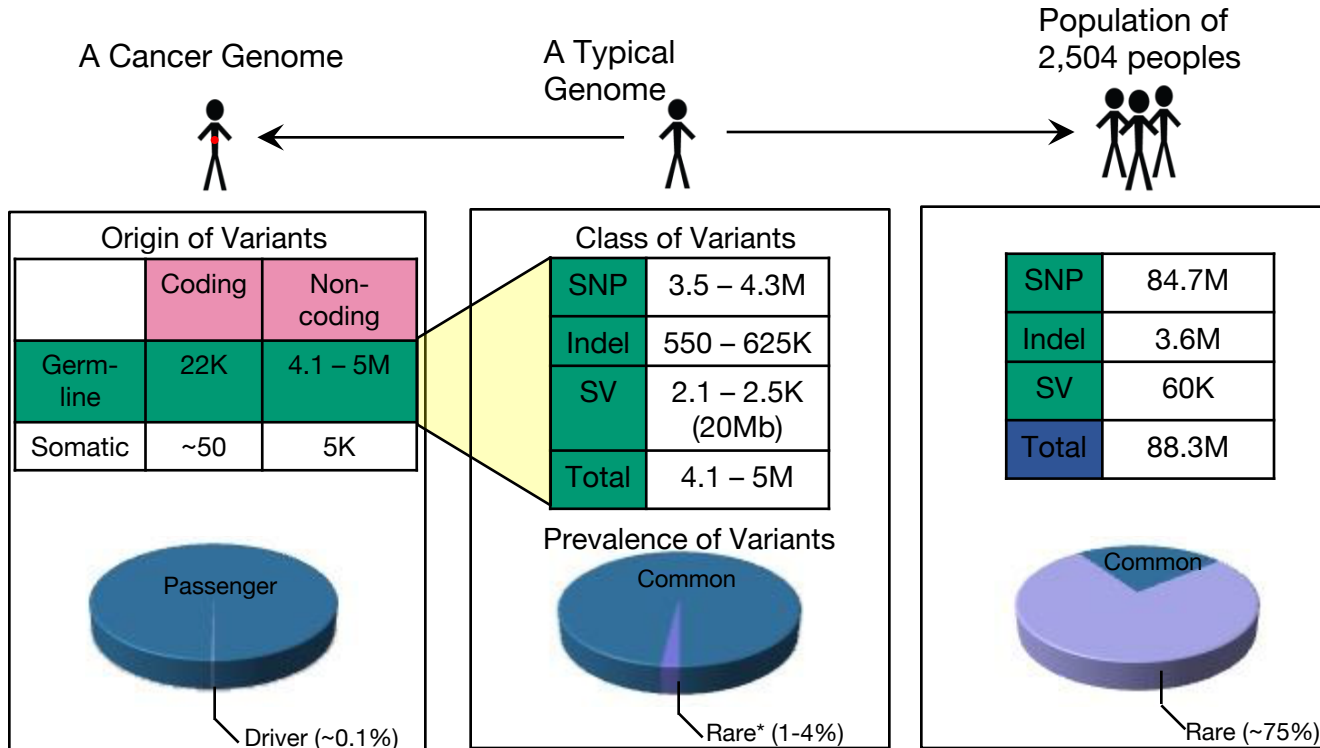 A Cancer Genome
A Typical
Genome
Population of
2,504 peoples
Origin of Variants
Coding
Non-
coding
Germ-
line
22K
4.1 – 5M
Somatic
~50
5K
Passenger
Driver (~0.1%)
Class of Variants
SNP
3.5 – 4.3M
Indel
550 – 625K
SV
2.1 – 2.5K
(20Mb)
Total
4.1 – 5M
Prevalence of Variants
Common
Rare* (1-4%)
SNP
84.7M
Indel
3.6M
SV
60K
Total
88.3M
Common
Rare (~75%)